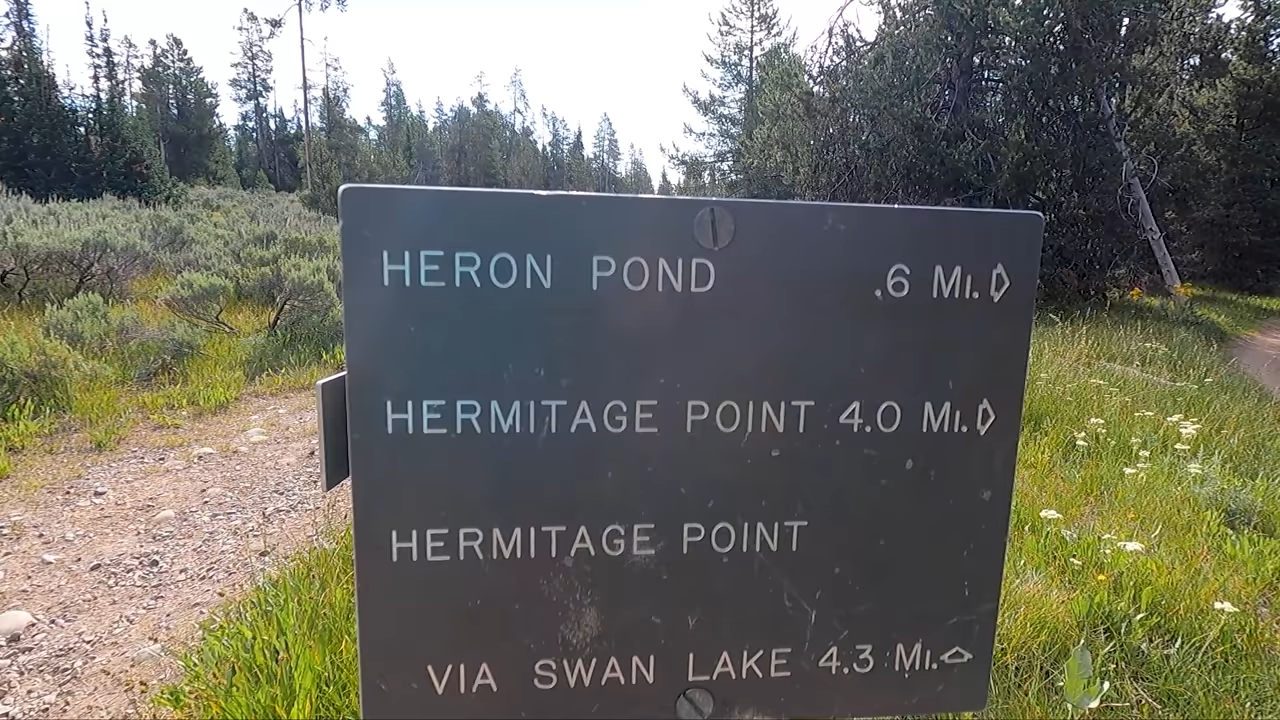 HERON POND .6 MI.
HERMITAGE POINT 4.0 MI.
HERMITAGE POINT
VIA SWAN LAKE 4.3 MI.